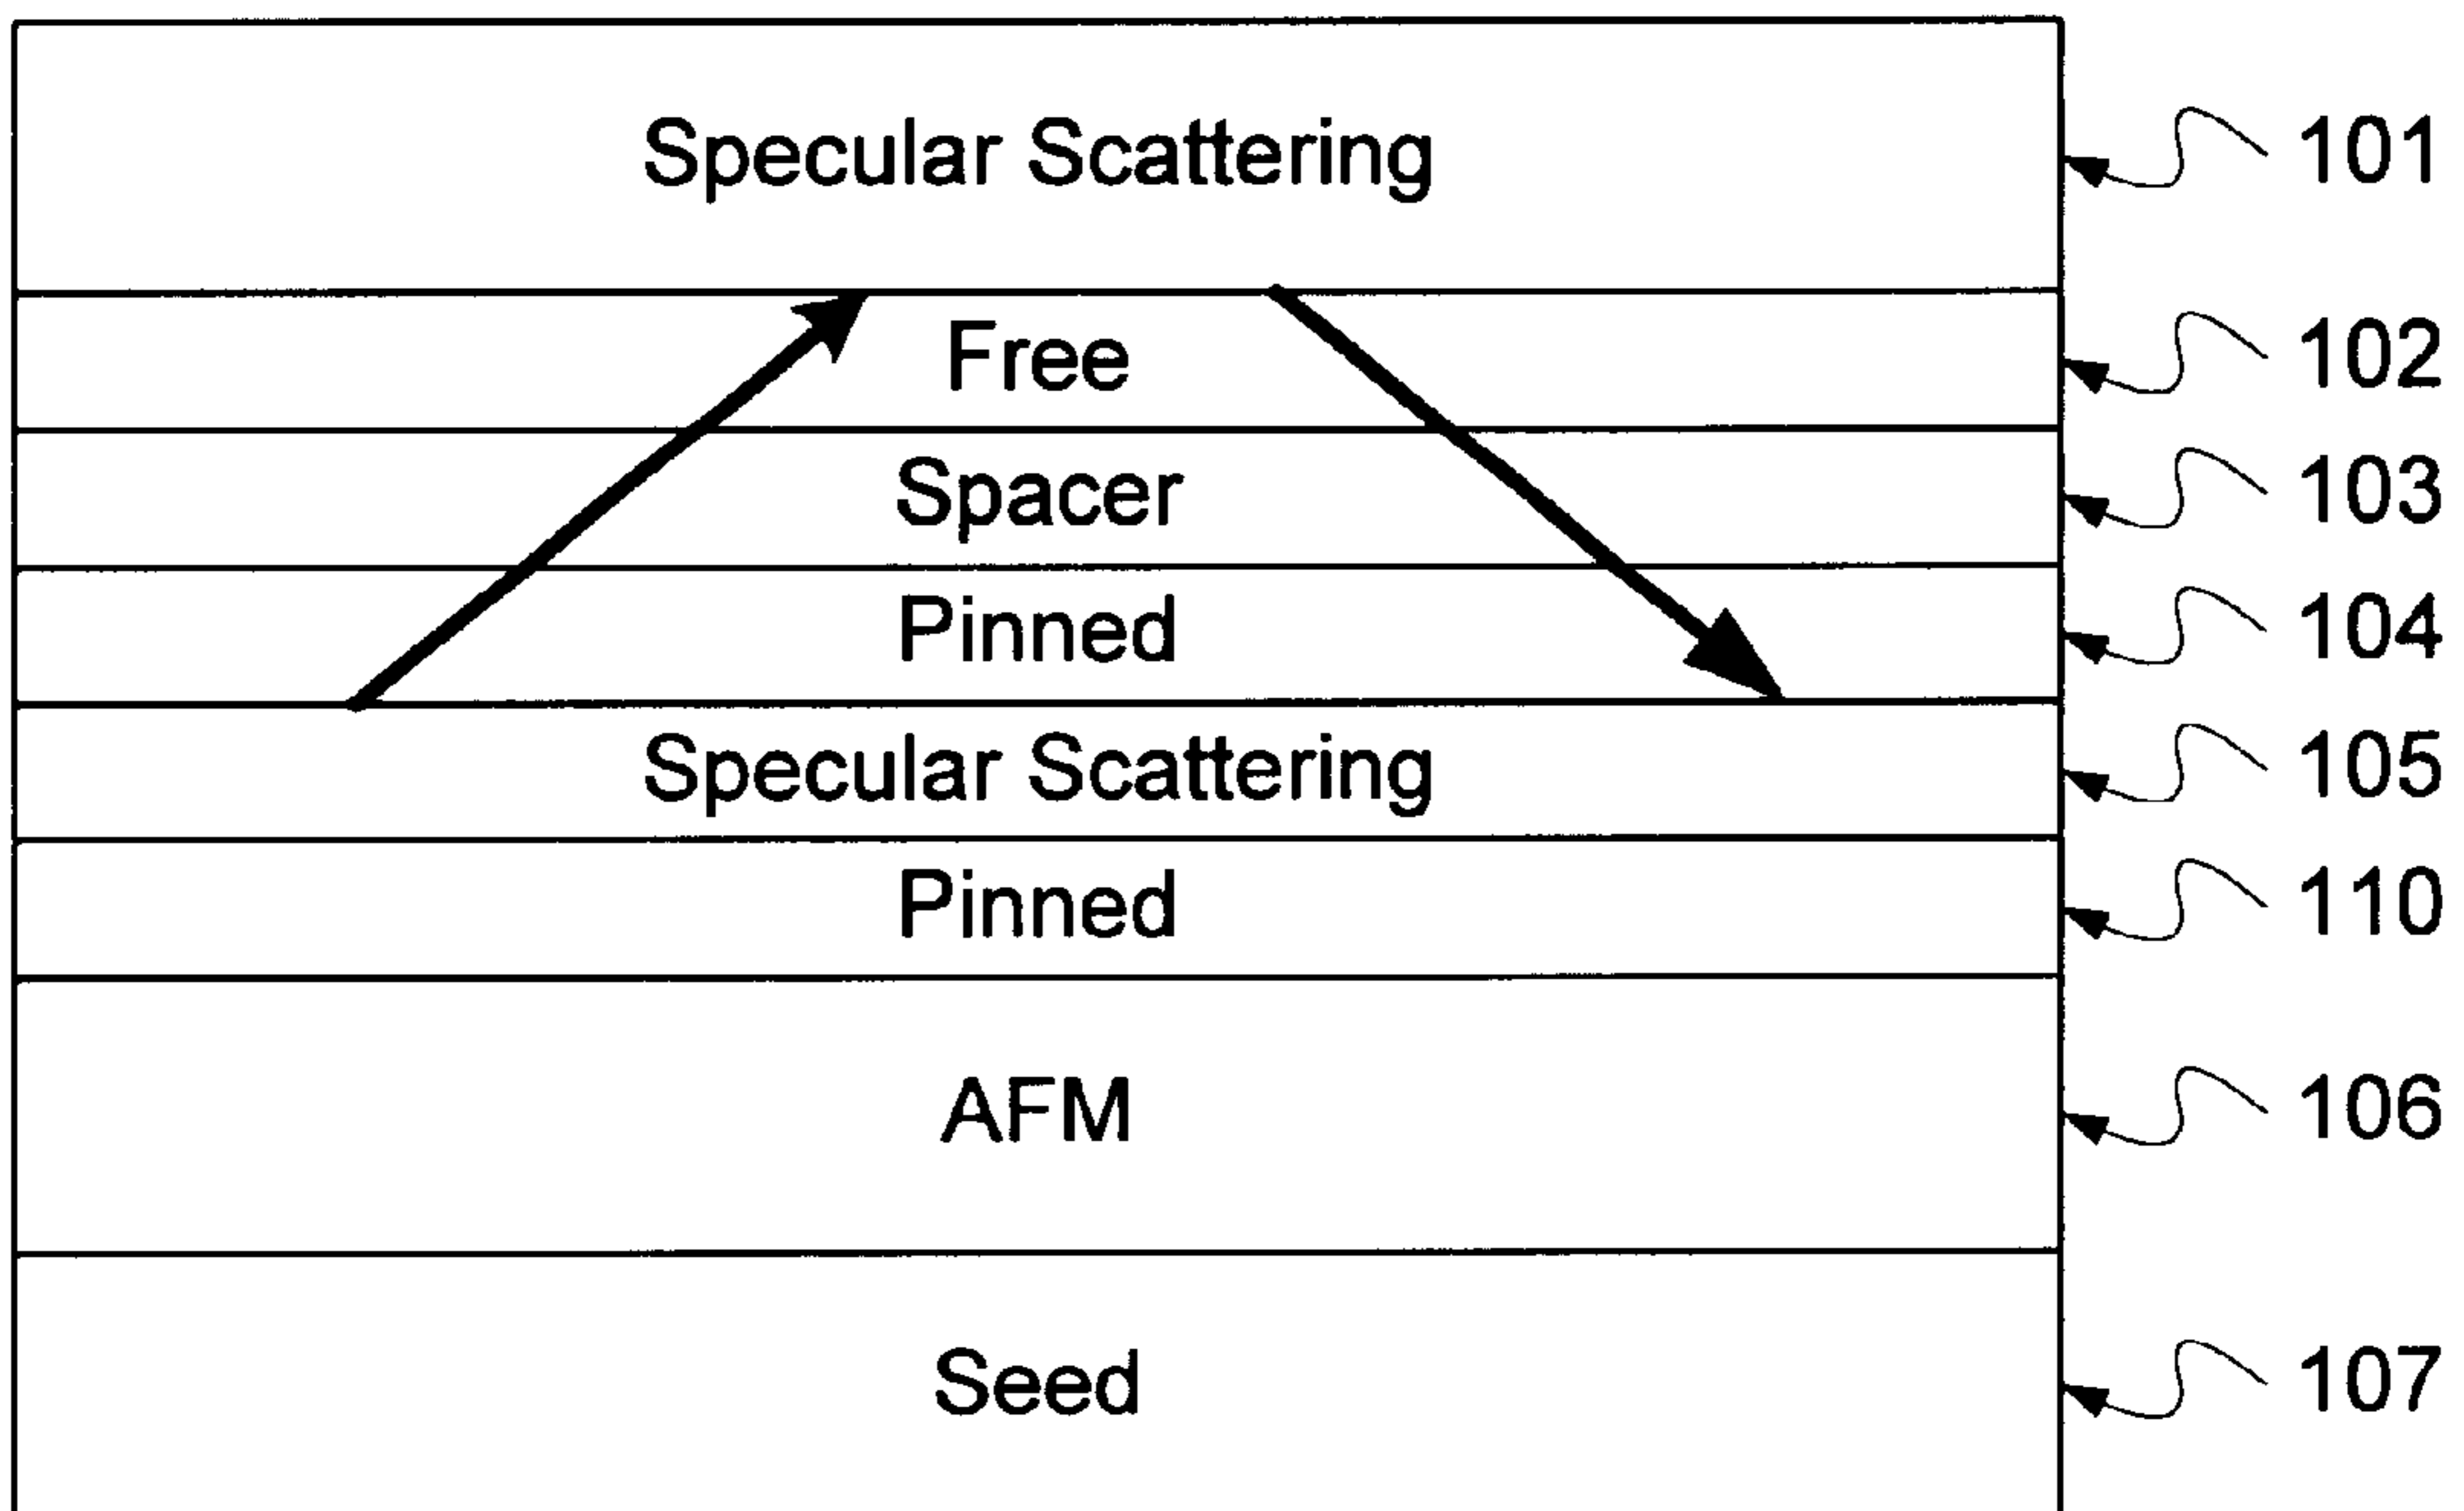 Specular Scattering 101
Free 102
Spacer 103
Pinned 104
Specular Scattering 105
Pinned 110
AFM 106
Seed 107